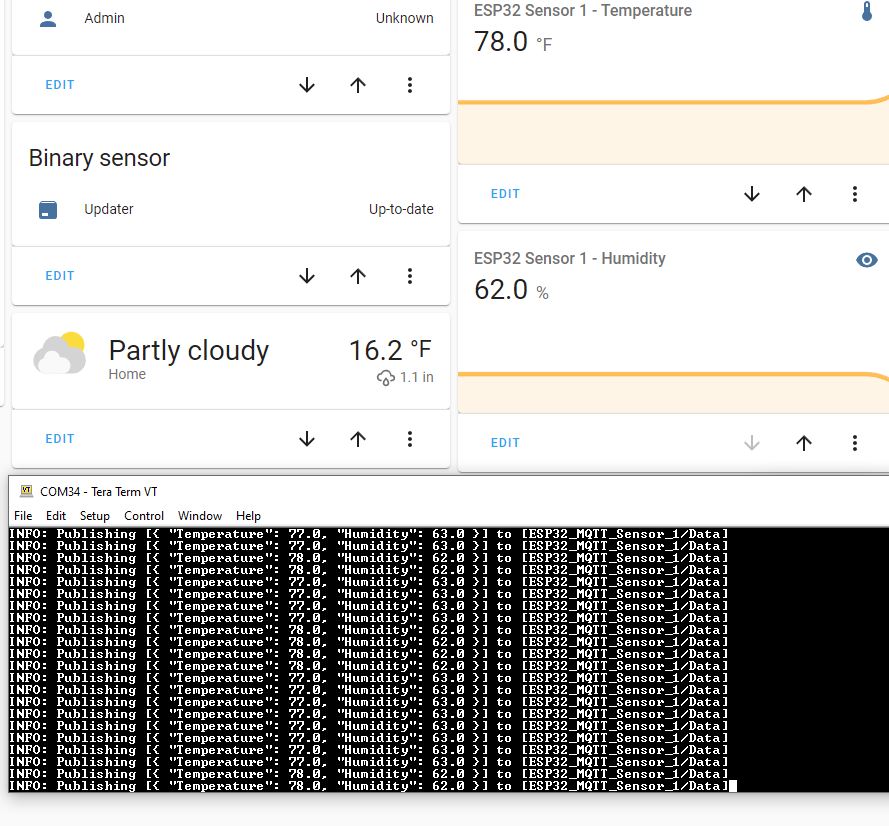 Admin Unknown
EDIT
Binary sensor
Updater Up-to-date
EDIT
Partly cloudy 16.2 °F
Home 1.1 in
EDIT
ESP32 Sensor 1 - Temperature
78.0 °F
EDIT
ESP32 Sensor 1 - Humidity
62.0 %
EDIT
VT COM34 - Tera Term VT
File Edit Setup Control Window Help
INFO: Publishing [{ "Temperature": 77.0, "Humidity": 63.0 }] to [ESP32_MQTT_Sensor_1/Data]
INFO: Publishing [{ "Temperature": 77.0, "Humidity": 63.0 }] to [ESP32_MQTT_Sensor_1/Data]
INFO: Publishing [{ "Temperature": 78.0, "Humidity": 62.0 }] to [ESP32_MQTT_Sensor_1/Data]
INFO: Publishing [{ "Temperature": 78.0, "Humidity": 62.0 }] to [ESP32_MQTT_Sensor_1/Data]
INFO: Publishing [{ "Temperature": 77.0, "Humidity": 63.0 }] to [ESP32_MQTT_Sensor_1/Data]
INFO: Publishing [{ "Temperature": 77.0, "Humidity": 63.0 }] to [ESP32_MQTT_Sensor_1/Data]
INFO: Publishing [{ "Temperature": 77.0, "Humidity": 63.0 }] to [ESP32_MQTT_Sensor_1/Data]
INFO: Publishing [{ "Temperature": 77.0, "Humidity": 63.0 }] to [ESP32_MQTT_Sensor_1/Data]
INFO: Publishing [{ "Temperature": 78.0, "Humidity": 62.0 }] to [ESP32_MQTT_Sensor_1/Data]
INFO: Publishing [{ "Temperature": 78.0, "Humidity": 62.0 }] to [ESP32_MQTT_Sensor_1/Data]
INFO: Publishing [{ "Temperature": 78.0, "Humidity": 62.0 }] to [ESP32_MQTT_Sensor_1/Data]
INFO: Publishing [{ "Temperature": 78.0, "Humidity": 62.0 }] to [ESP32_MQTT_Sensor_1/Data]
INFO: Publishing [{ "Temperature": 77.0, "Humidity": 63.0 }] to [ESP32_MQTT_Sensor_1/Data]
INFO: Publishing [{ "Temperature": 77.0, "Humidity": 63.0 }] to [ESP32_MQTT_Sensor_1/Data]
INFO: Publishing [{ "Temperature": 77.0, "Humidity": 63.0 }] to [ESP32_MQTT_Sensor_1/Data]
INFO: Publishing [{ "Temperature": 77.0, "Humidity": 63.0 }] to [ESP32_MQTT_Sensor_1/Data]
INFO: Publishing [{ "Temperature": 77.0, "Humidity": 63.0 }] to [ESP32_MQTT_Sensor_1/Data]
INFO: Publishing [{ "Temperature": 77.0, "Humidity": 63.0 }] to [ESP32_MQTT_Sensor_1/Data]
INFO: Publishing [{ "Temperature": 77.0, "Humidity": 63.0 }] to [ESP32_MQTT_Sensor_1/Data]
INFO: Publishing [{ "Temperature": 77.0, "Humidity": 63.0 }] to [ESP32_MQTT_Sensor_1/Data]
INFO: Publishing [{ "Temperature": 78.0, "Humidity": 62.0 }] to [ESP32_MQTT_Sensor_1/Data]
INFO: Publishing [{ "Temperature": 78.0, "Humidity": 62.0 }] to [ESP32_MQTT_Sensor_1/Data]